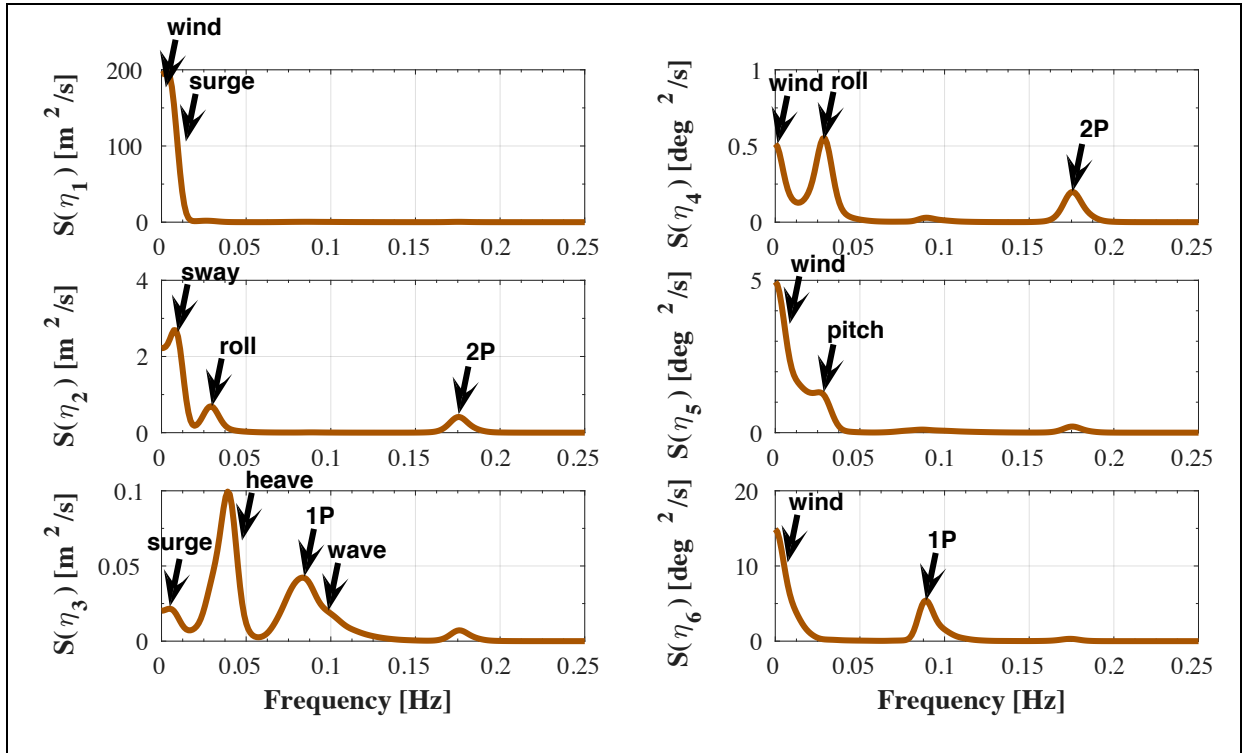 wind
surge
200
100
0
S(η1) [m 2/s]
0 0.05 0.1 0.15 0.2 0.25
sway
roll
2P
4
2
0
S(η2) [m 2/s]
0 0.05 0.1 0.15 0.2 0.25
surge
heave
1P
wave
0.1
0.05
0
S(η3) [m 2/s]
0 0.05 0.1 0.15 0.2 0.25
Frequency [Hz]
wind
roll
2P
1
0.5
0
S(η4) [deg 2/s]
0 0.05 0.1 0.15 0.2 0.25
wind
pitch
5
0
S(η5) [deg 2/s]
0 0.05 0.1 0.15 0.2 0.25
wind
1P
20
10
0
S(η6) [deg 2/s]
0 0.05 0.1 0.15 0.2 0.25
Frequency [Hz]